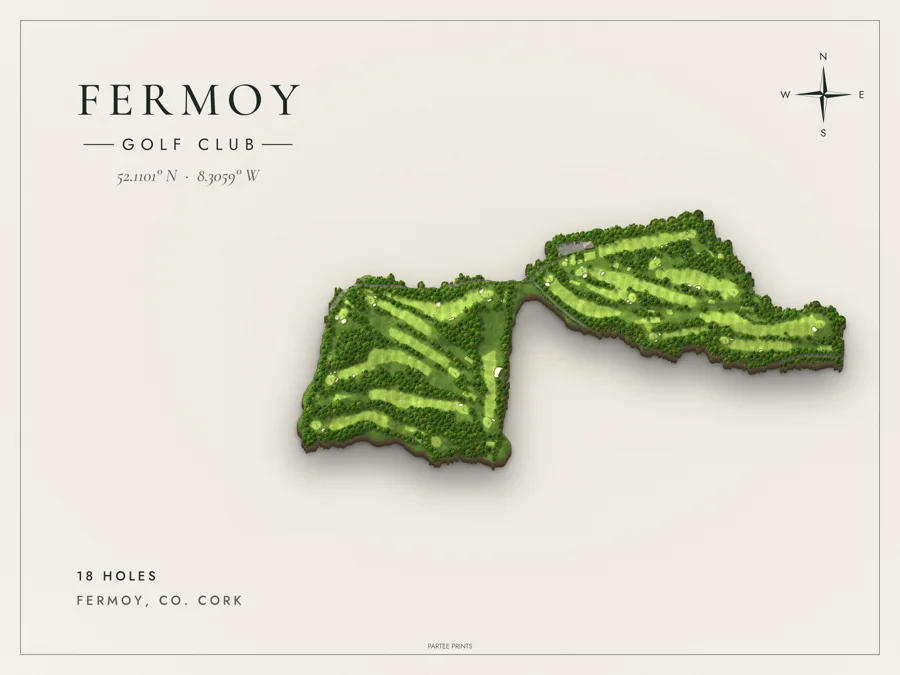 FERMOY
GOLF CLUB
52.1101° N · 8.3059° W
N
W E
S
18 HOLES
FERMOY, CO. CORK
PARTEE PRINTS